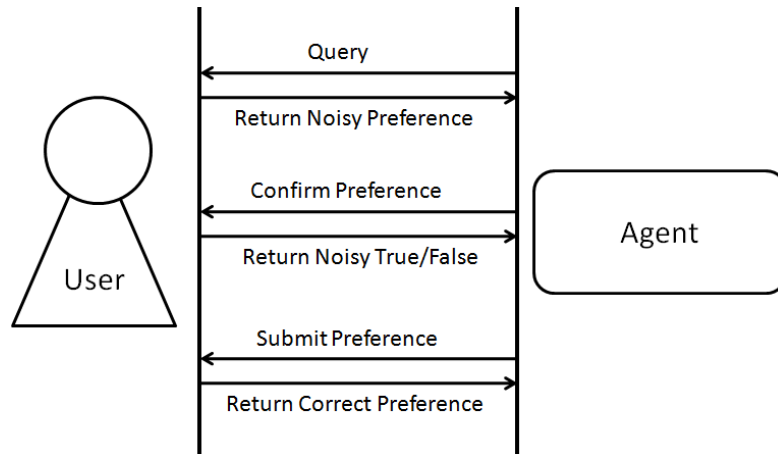 Query
Return Noisy Preference
Confirm Preference
Return Noisy True/False
Submit Preference
Return Correct Preference
User
Agent